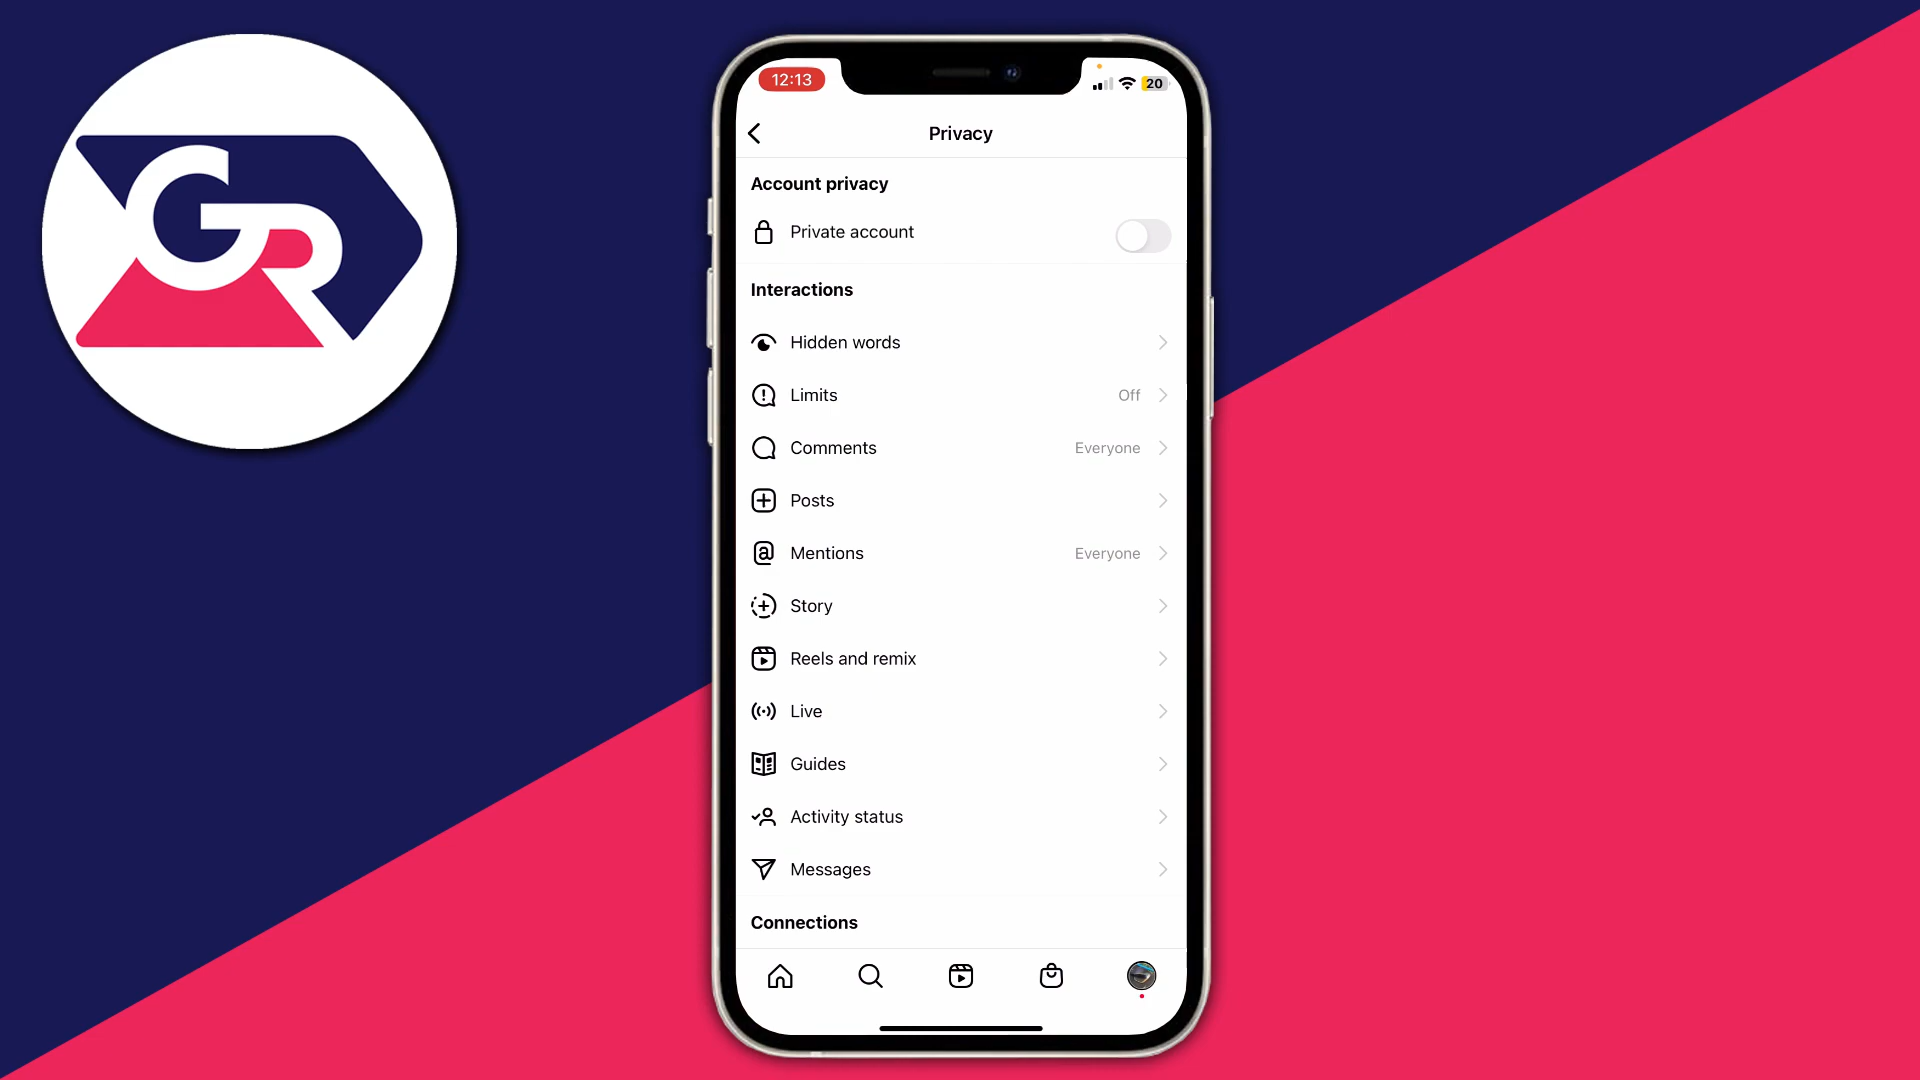 GR
12:13
20
Privacy
Account privacy
Private account
Interactions
Hidden words
Limits Off
Comments Everyone
Posts
Mentions Everyone
Story
Reels and remix
Live
Guides
Activity status
Messages
Connections